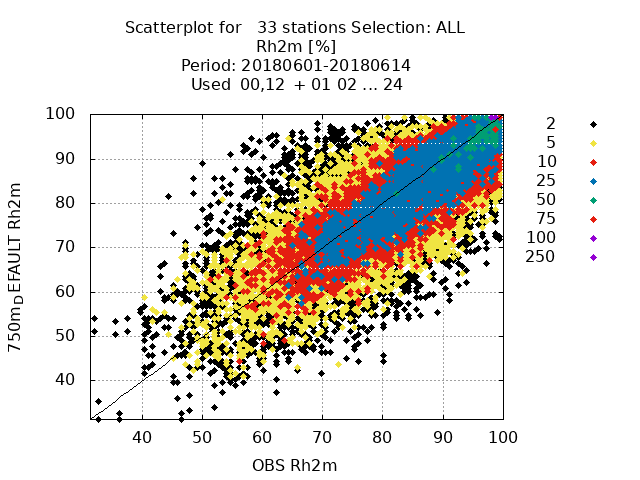 Scatterplot for   33 stations Selection: ALL
Rh2m [%]
Period: 20180601-20180614
Used  00,12  + 01 02 ... 24
750m_DEFAULT Rh2m
100
90
80
70
60
50
40
40 50 60 70 80 90 100
OBS Rh2m
2
5
10
25
50
75
100
250